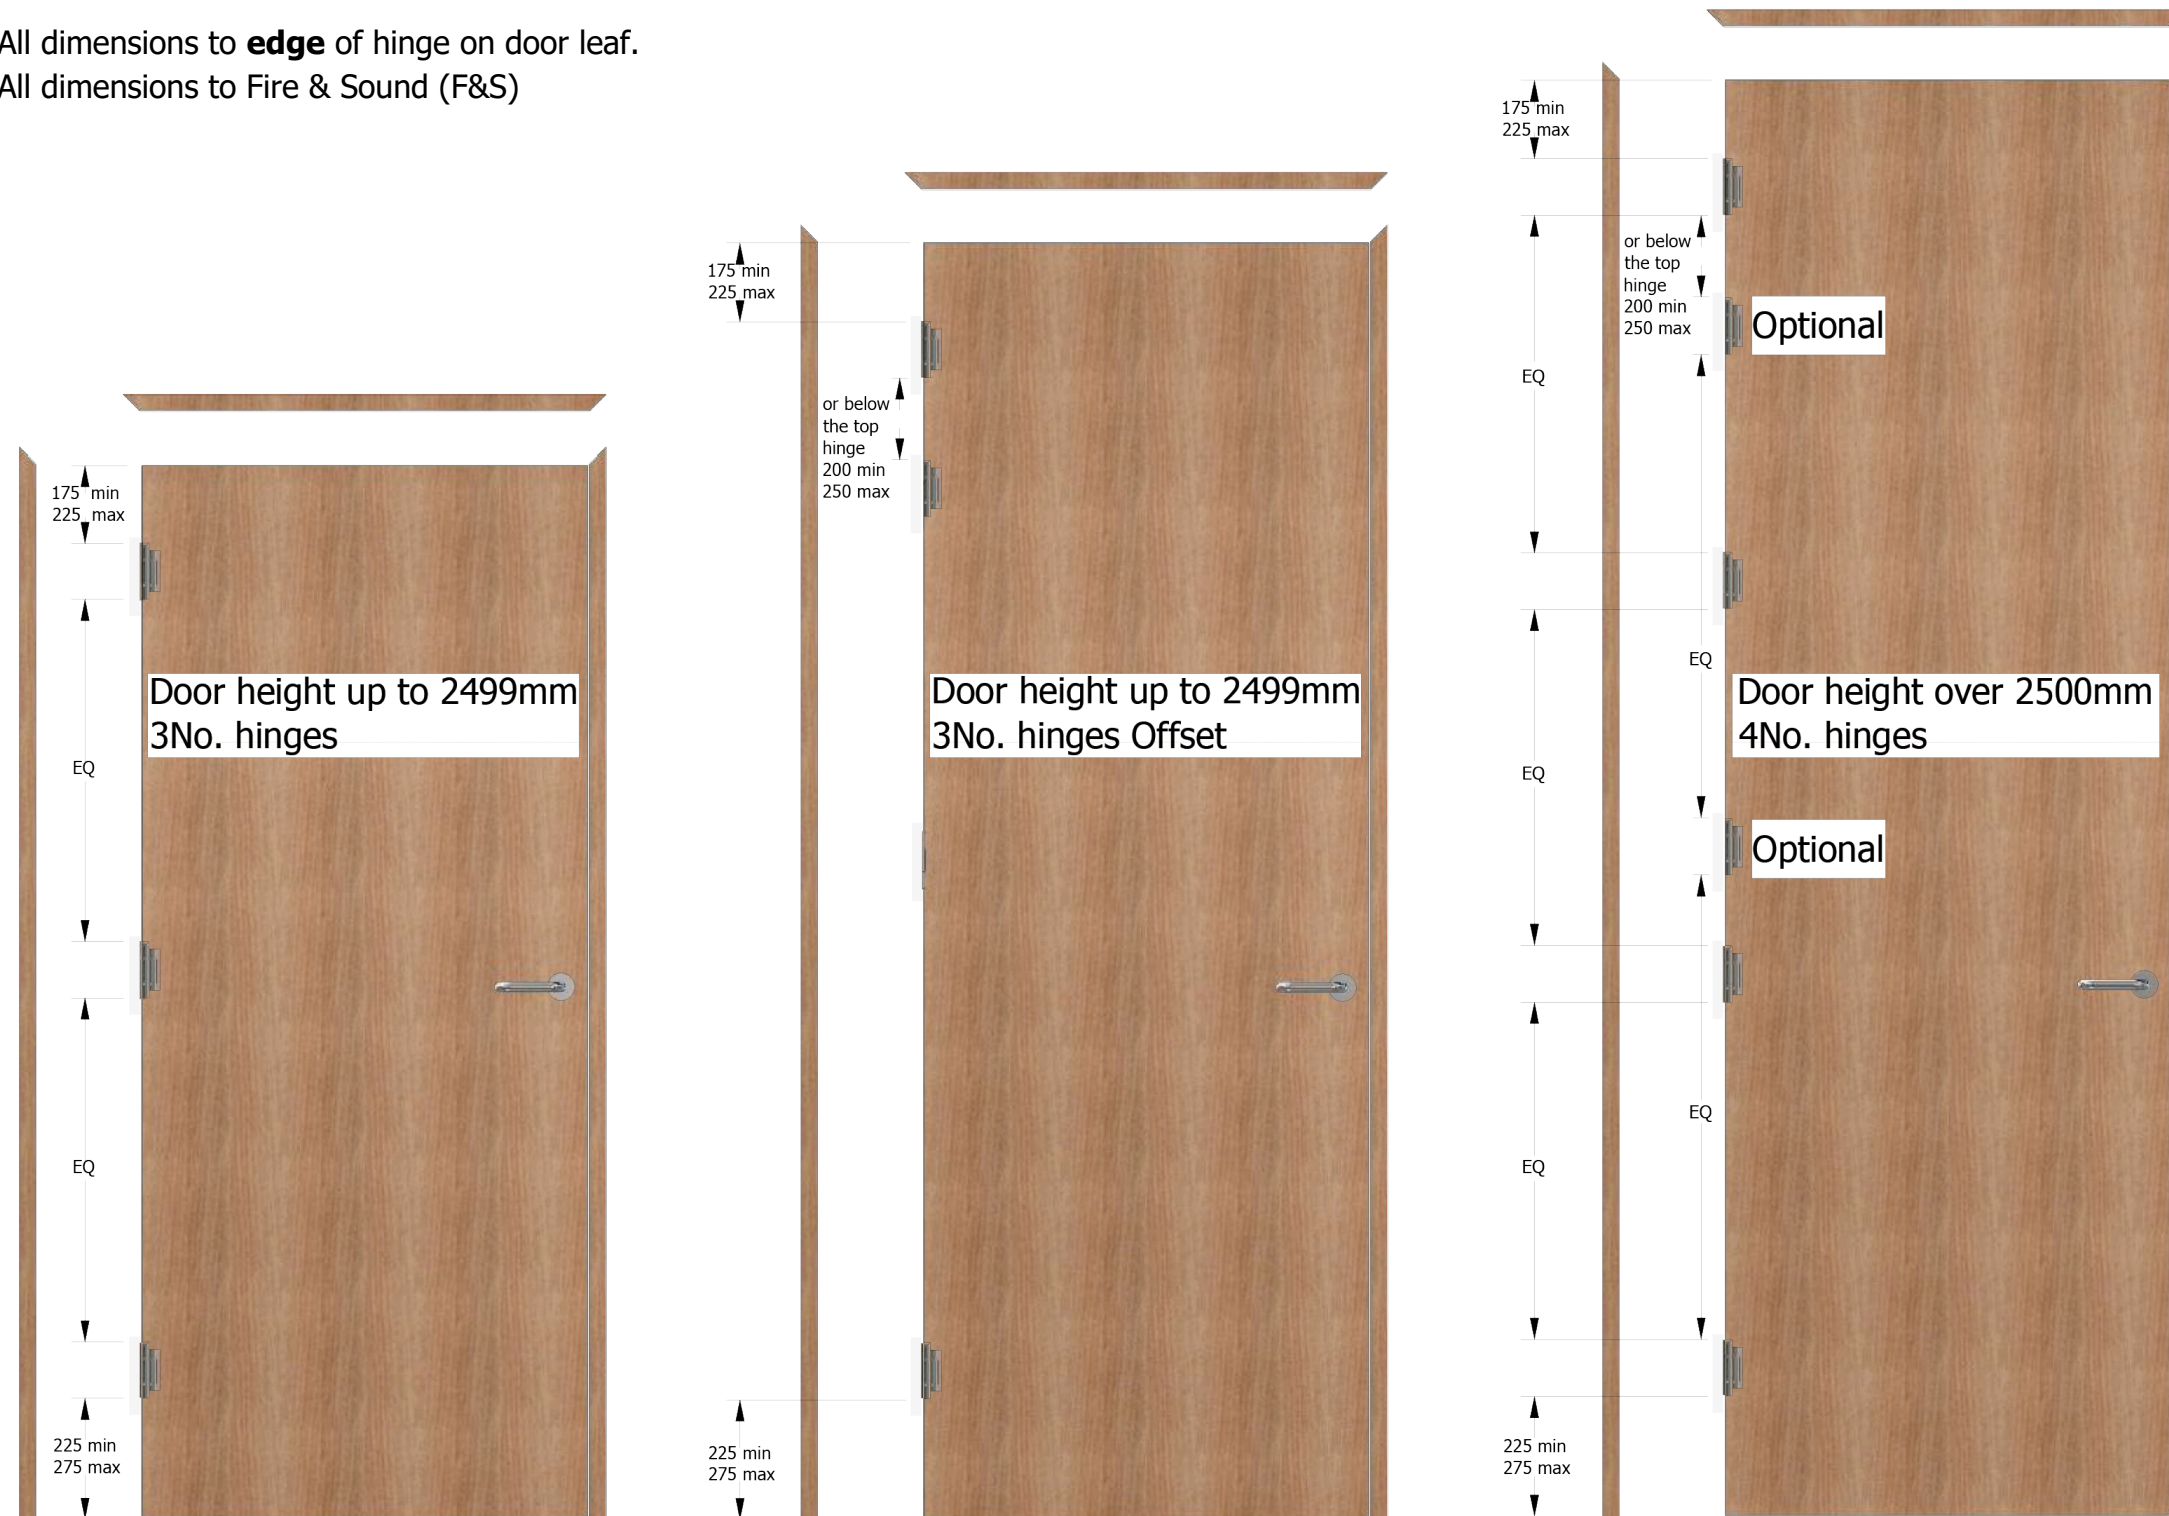 All dimensions to edge of hinge on door leaf.
All dimensions to Fire & Sound (F&S)
175 min
225 max
EQ
Door height up to 2499mm
3No. hinges
EQ
225 min
275 max
175 min
225 max
or below
the top
hinge
200 min
250 max
Door height up to 2499mm
3No. hinges Offset
225 min
275 max
175 min
225 max
or below
the top
hinge
200 min
250 max
Optional
EQ
EQ
Door height over 2500mm
4No. hinges
EQ
Optional
EQ
EQ
225 min
275 max